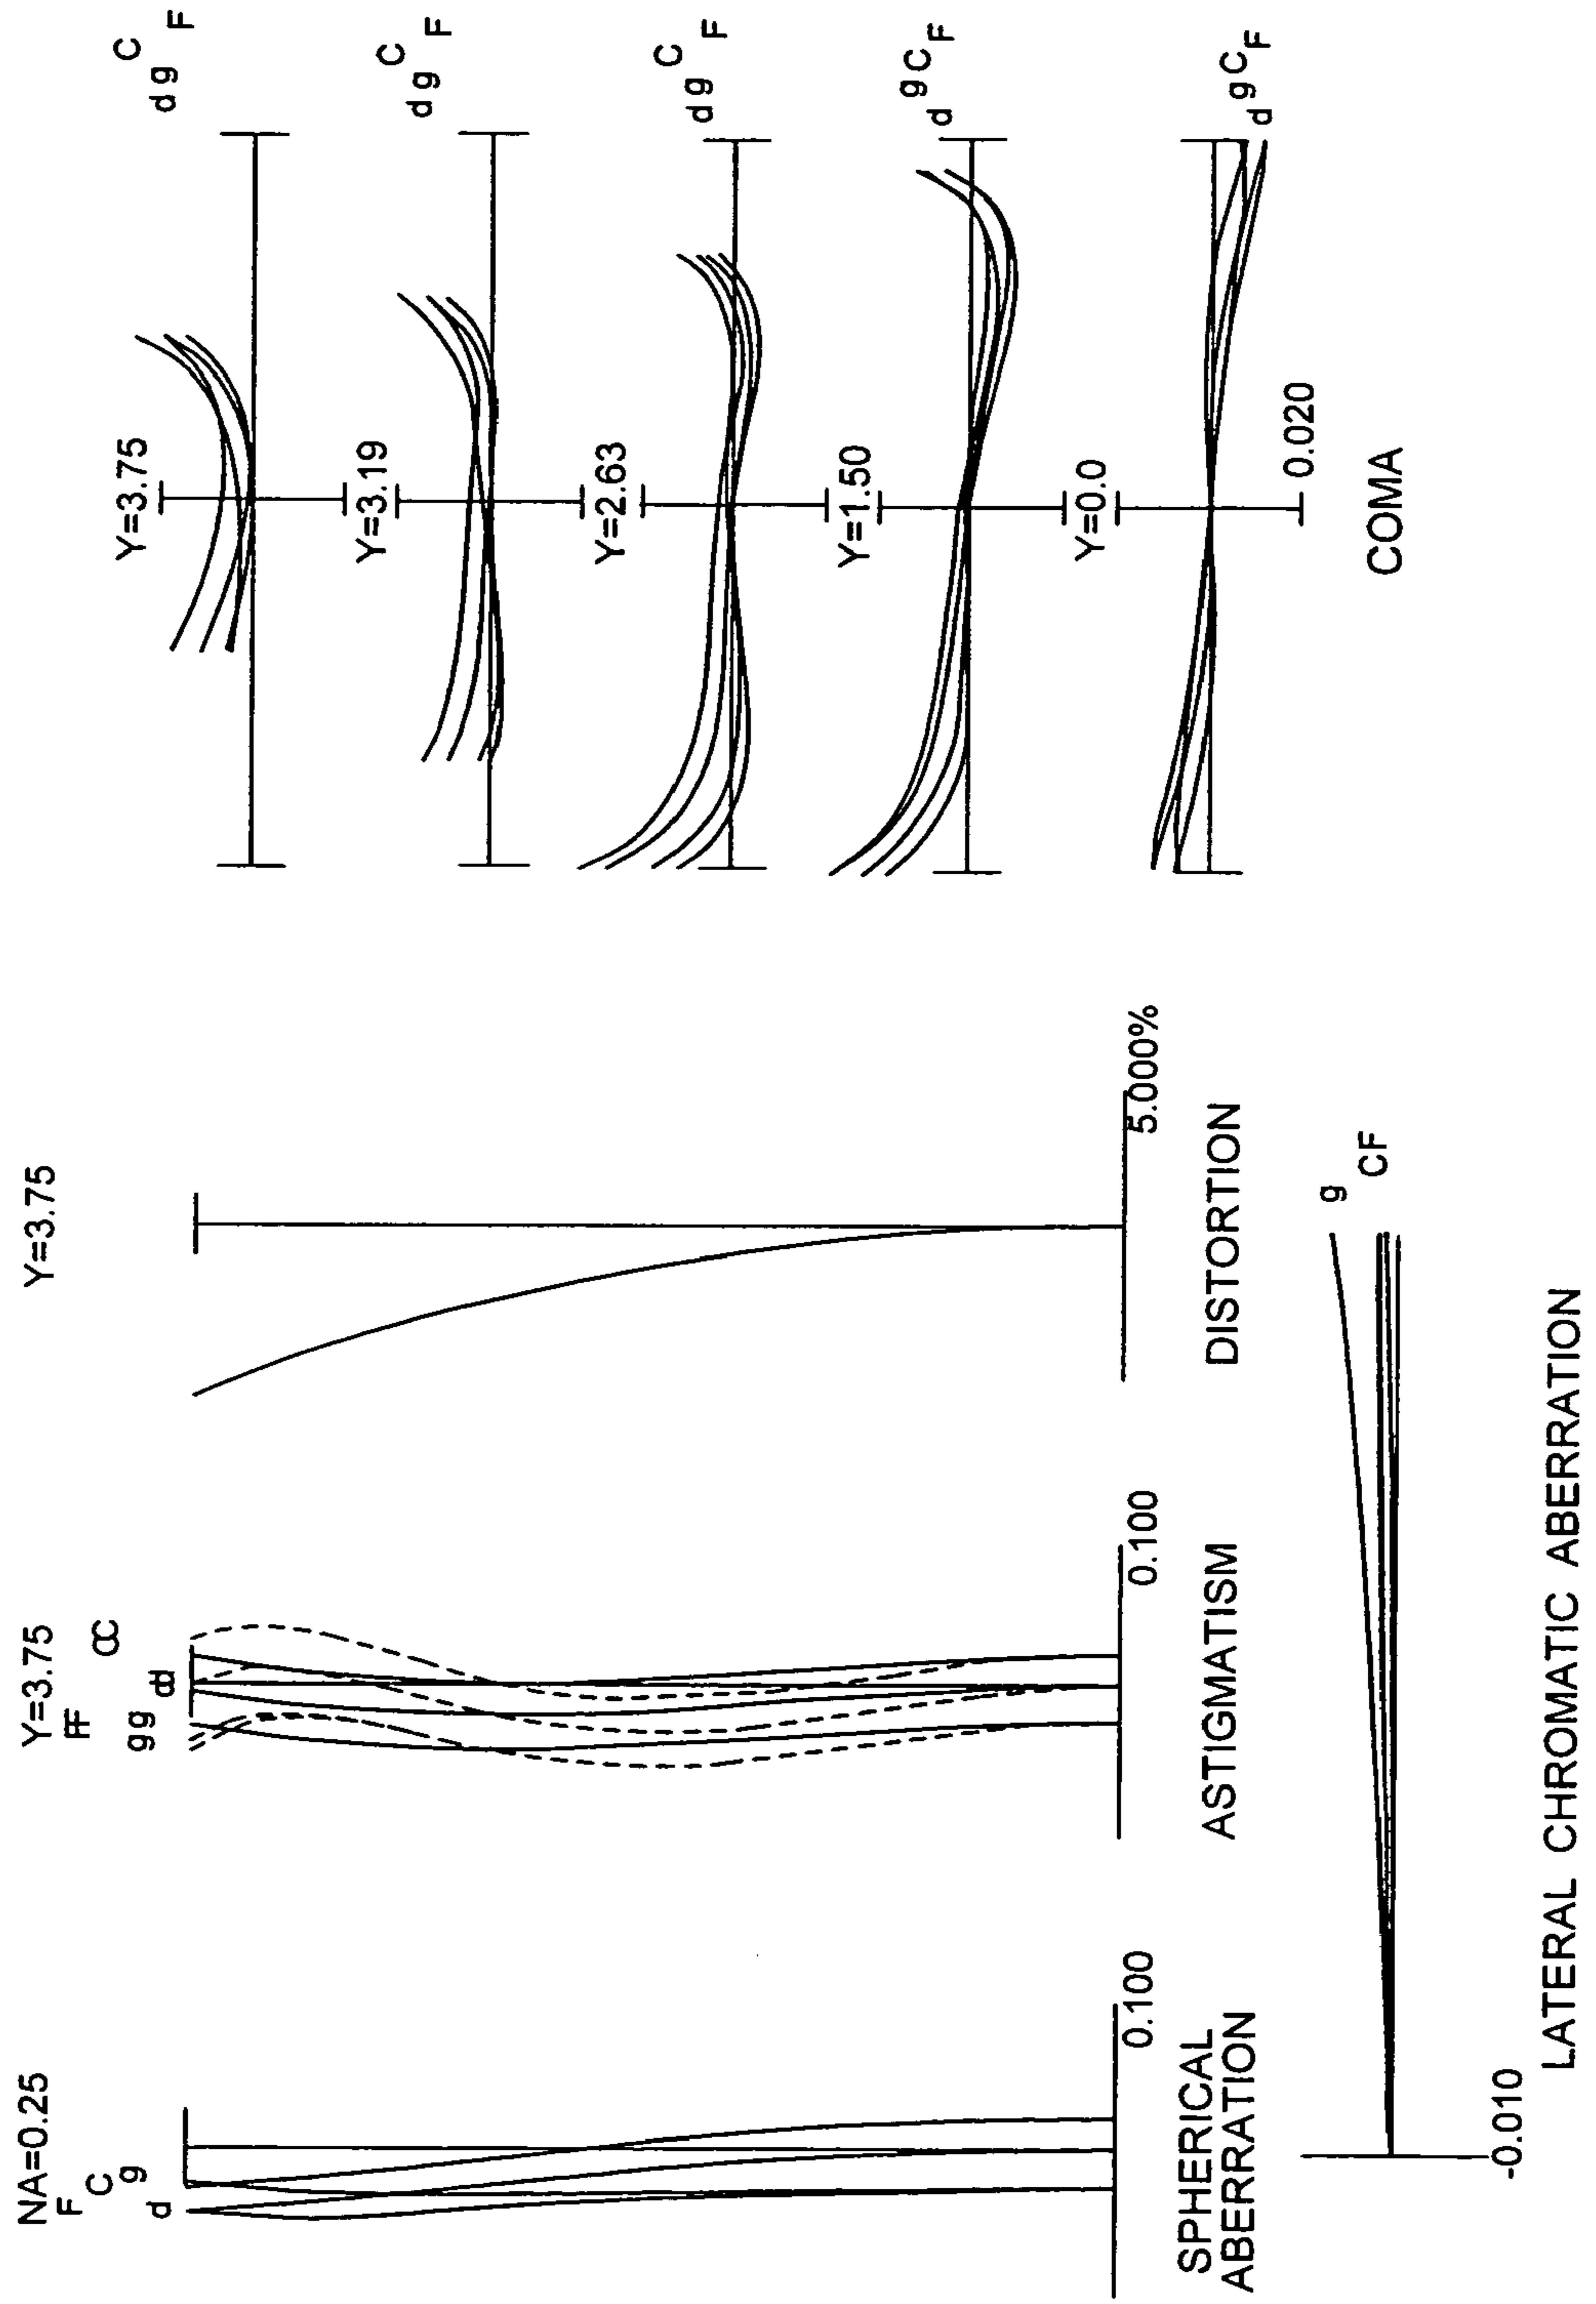 NA=0.25
F
C
g
d
0.100
SPHERICAL
ABERRATION
Y=3.75
FF
CC
gg
dd
0.100
ASTIGMATISM
Y=3.75
5.000%
DISTORTION
Y=3.75
d g C F
Y=3.19
d g C F
Y=2.63
d g C F
Y=1.50
d g C F
Y=0.0
d g C F
0.020
COMA
g
CF
-0.010
LATERAL CHROMATIC ABERRATION